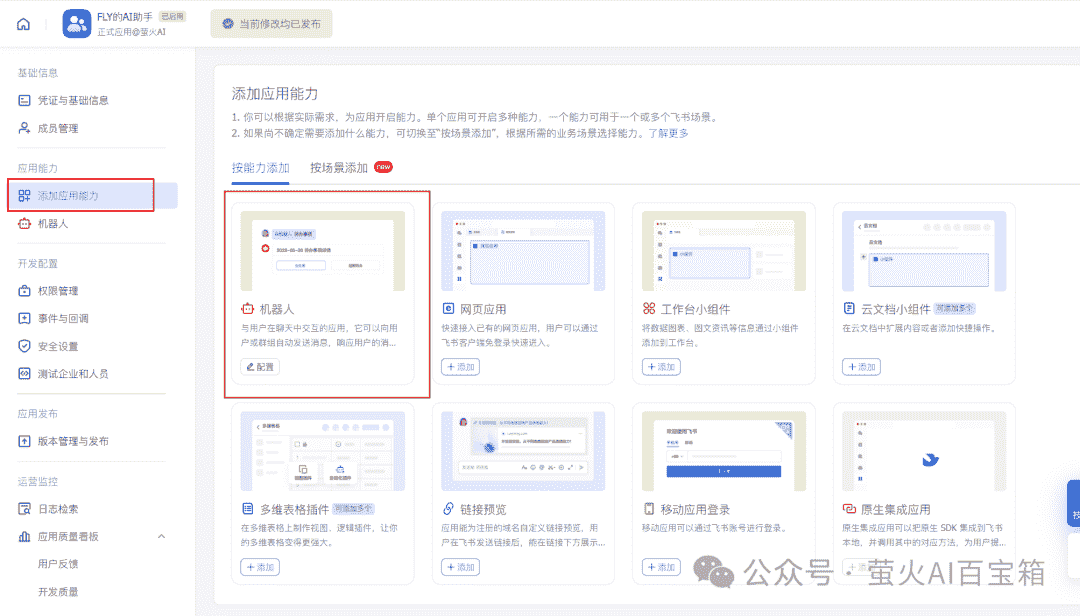 FLY的AI助手 已启用
正式应用@萤火AI
当前修改均已发布
基础信息
凭证与基础信息
成员管理
应用能力
添加应用能力
机器人
开发配置
权限管理
事件与回调
安全设置
测试企业和人员
应用发布
版本管理与发布
运营监控
日志检索
应用质量看板
用户反馈
开发质量
添加应用能力
1. 你可以根据实际需求，为应用开启能力。单个应用可开启多种能力，一个能力可用于一个或多个飞书场景。
2. 如果尚不确定需要添加什么能力，可切换至“按场景添加”，根据所需的业务场景选择能力。了解更多
按能力添加 按场景添加 new
机器人
与用户在聊天中交互的应用，它可以向用
户或群组自动发送消息，响应用户的消...
配置
网页应用
快速接入已有的网页应用，用户可以通过
飞书客户端免登录快速进入。
+ 添加
工作台小组件
将数据图表、图文资讯等信息通过小组件
添加到工作台。
+ 添加
云文档小组件 可添加多个
在云文档中扩展内容或者添加快捷操作。
+ 添加
多维表格插件 可添加多个
在多维表格上制作视图、逻辑插件，让你
的多维表格变得更强大。
+ 添加
链接预览
应用能为注册的域名自定义链接预览，用
户在飞书发送链接后，能在链接下方展示...
+ 添加
移动应用登录
移动应用可以通过飞书账号进行登录。
+ 添加
原生集成应用
原生集成应用可以把原生 SDK 集成到飞书
本地，并调用其中的对应方法，为用户提...
+ 添加
公众号 萤火AI百宝箱